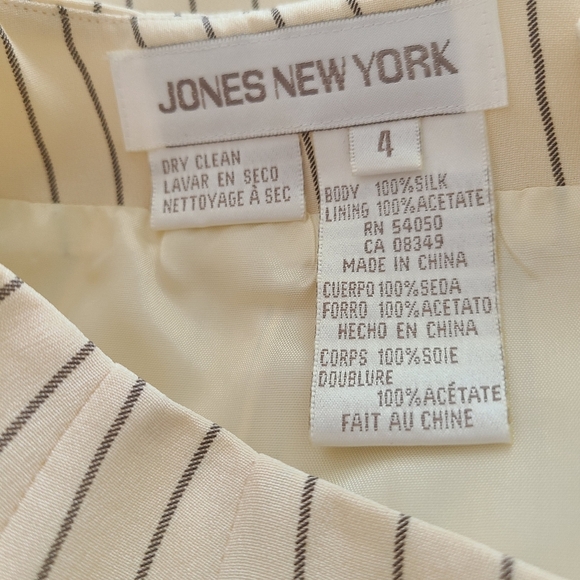 JONES NEW YORK
4
DRY CLEAN
LAVAR EN SECO
NETTOYAGE À SEC
BODY 100%SILK
LINING 100%ACETATE
RN 54050
CA 08349
MADE IN CHINA
CUERPO 100%SEDA
FORRO 100%ACETATO
HECHO EN CHINA
CORPS 100%SOIE
DOUBLURE
100%ACÉTATE
FAIT AU CHINE